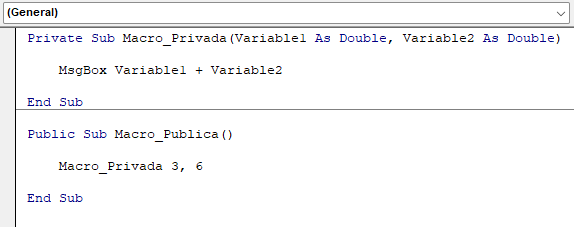 (General)
Private Sub Macro_Privada(Variable1 As Double, Variable2 As Double)
MsgBox Variable1 + Variable2
End Sub
Public Sub Macro_Publica()
Macro_Privada 3, 6
End Sub